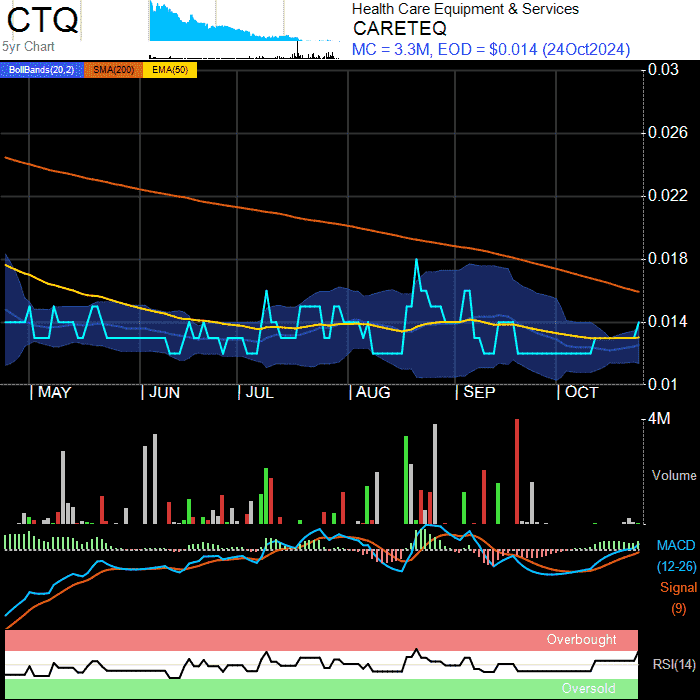 CTQ
5yr Chart
Health Care Equipment & Services
CARETEQ
MC = 3.3M, EOD = $0.014 (24Oct2024)
BollBands(20,2) SMA(200) EMA(50)
0.03
0.026
0.022
0.018
0.014
0.01
MAY JUN JUL AUG SEP OCT
4M
Volume
MACD
(12-26)
Signal
(9)
Overbought
RSI(14)
Oversold